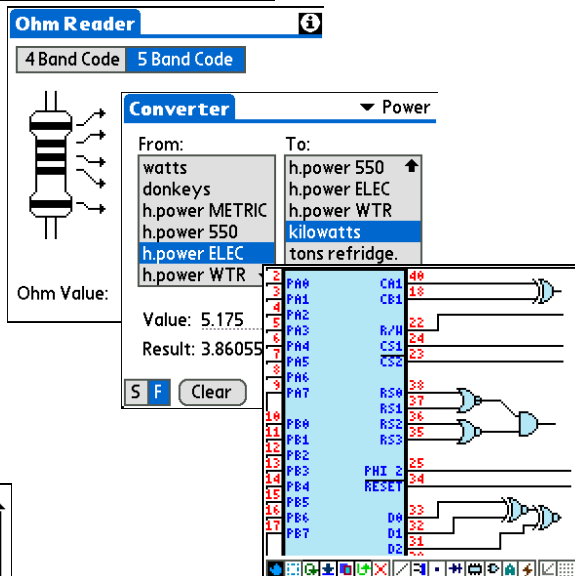 Ohm Reader
4 Band Code 5 Band Code
Ohm Value:
Converter Power
From: To:
watts h.power 550
donkeys h.power ELEC
h.power METRIC h.power WTR
h.power 550 kilowatts
h.power ELEC tons refridge.
h.power WTR
Value: 5.175
Result: 3.86055
S F Clear
2 PA0 CA1 40
3 PA1 CB1 18
4 PA2
5 PA3 R/W 22
6 PA4 CS1 24
7 PA5 CS2 23
8 PA6
9 PA7 RS0 38
RS1 37
10 PB0 RS2 36
11 PB1 RS3 35
12 PB2
13 PB3 PHI 2 25
14 PB4 RESET 34
15 PB5
16 PB6 D0 33
17 PB7 D1 32
D2 31